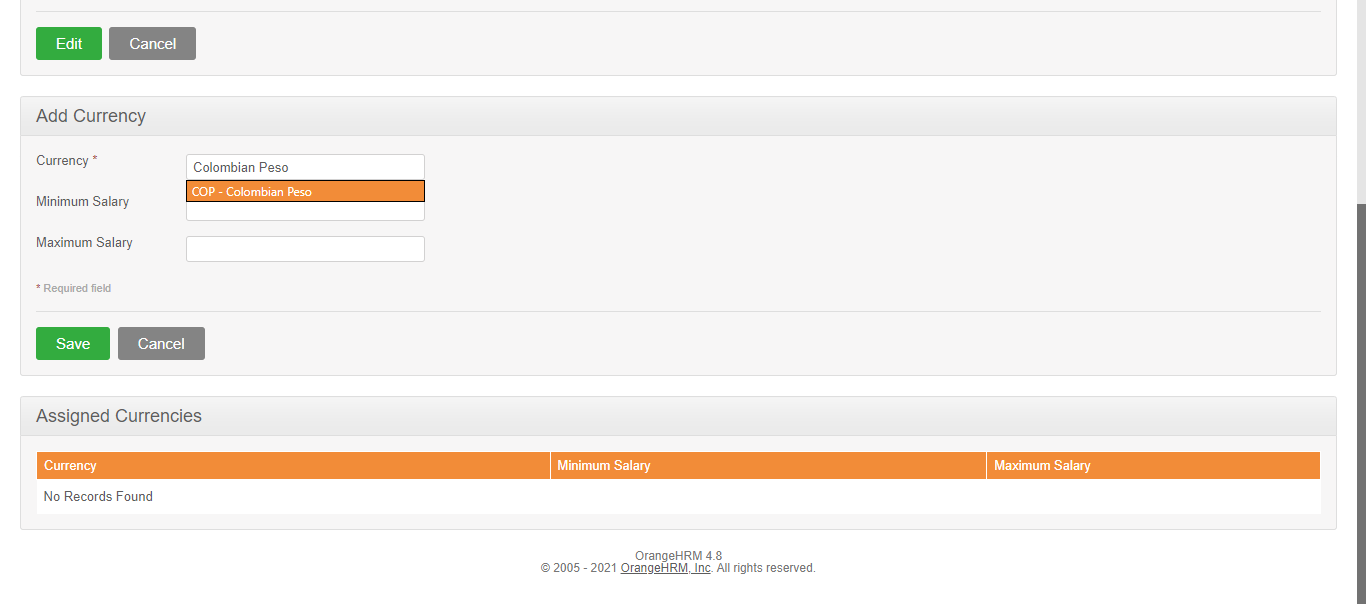 Edit Cancel
Add Currency
Currency *
Colombian Peso
COP - Colombian Peso
Minimum Salary
Maximum Salary
* Required field
Save Cancel
Assigned Currencies
Currency Minimum Salary Maximum Salary
No Records Found
OrangeHRM 4.8
© 2005 - 2021 OrangeHRM, Inc. All rights reserved.